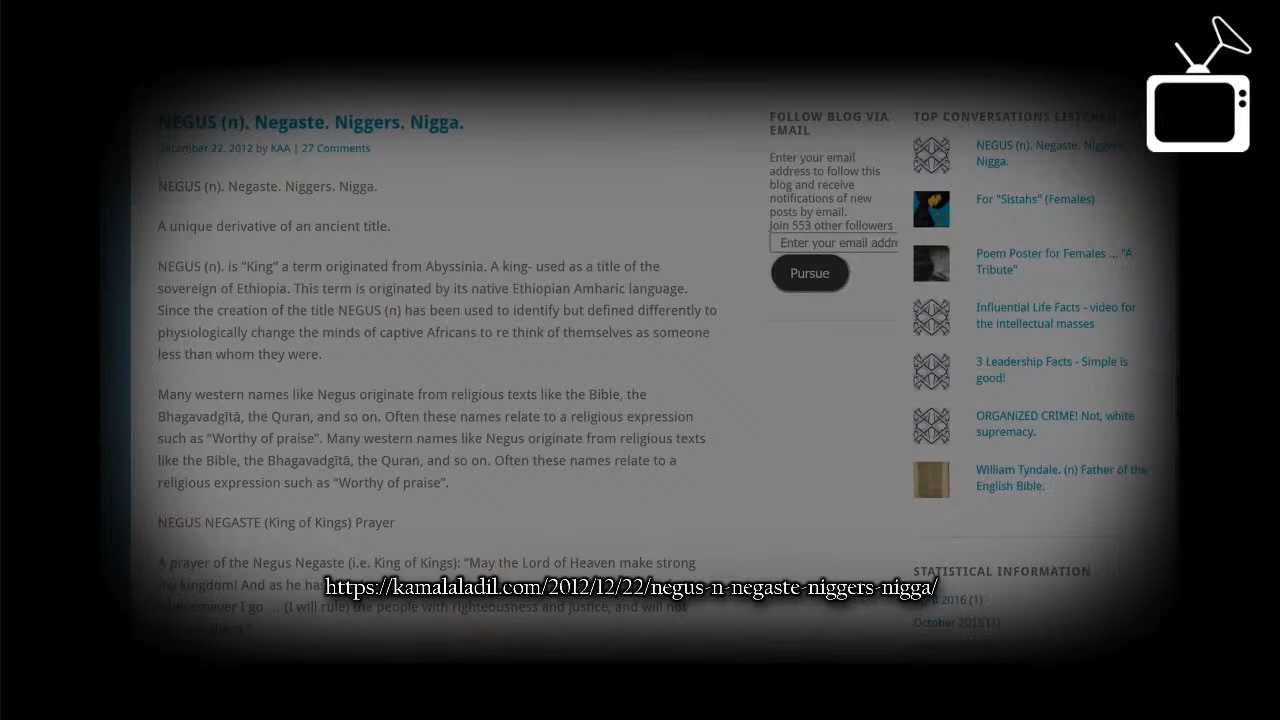 NEGUS (n). Negaste. Niggers. Nigga.
December 22, 2012 by KAA | 27 Comments
NEGUS (n). Negaste. Niggers. Nigga.
A unique derivative of an ancient title.
NEGUS (n). is “King” a term originated from Abyssinia. A king- used as a title of the
sovereign of Ethiopia. This term is originated by its native Ethiopian Amharic language.
Since the creation of the title NEGUS (n) has been used to identify but defined differently to
physiologically change the minds of captive Africans to re think of themselves as someone
less than whom they were.
Many western names like Negus originate from religious texts like the Bible, the
Bhagavadgītā, the Quran, and so on. Often these names relate to a religious expression
such as “Worthy of praise”. Many western names like Negus originate from religious texts
like the Bible, the Bhagavadgītā, the Quran, and so on. Often these names relate to a
religious expression such as “Worthy of praise”.
NEGUS NEGASTE (King of Kings) Prayer
A prayer of the Negus Negaste (i.e. King of Kings): “May the Lord of Heaven make strong
my kingdom! And as he has
I go ... (I will rule) the people with righteousness and justice, and will not
https://kamalaladil.com/2012/12/22/negus-n-negaste-niggers-nigga/
FOLLOW BLOG VIA
EMAIL
Enter your email
address to follow this
blog and receive
notifications of new
posts by email.
Join 553 other followers
Enter your email addr
Pursue
TOP CONVERSATIONS LISTENED
NEGUS (n). Negaste. Niggers.
Nigga.
For "Sistahs" (Females)
Poem Poster for Females ... "A
Tribute"
Influential Life Facts - video for
the intellectual masses
3 Leadership Facts - Simple is
good!
ORGANiZED CRIME! Not, white
supremacy.
William Tyndale. (n) Father of the
English Bible.
STATISTICAL INFORMATION
April 2016 (1)
October 2015 (1)